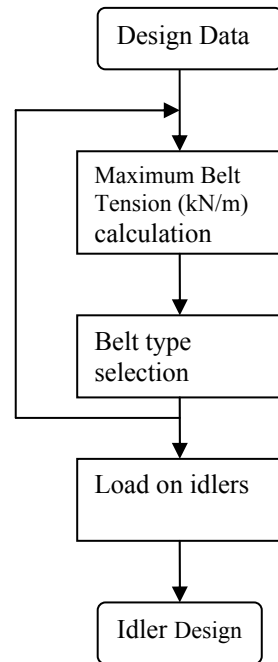 Design Data
Maximum Belt
Tension (kN/m)
calculation
Belt type
selection
Load on idlers
Idler Design